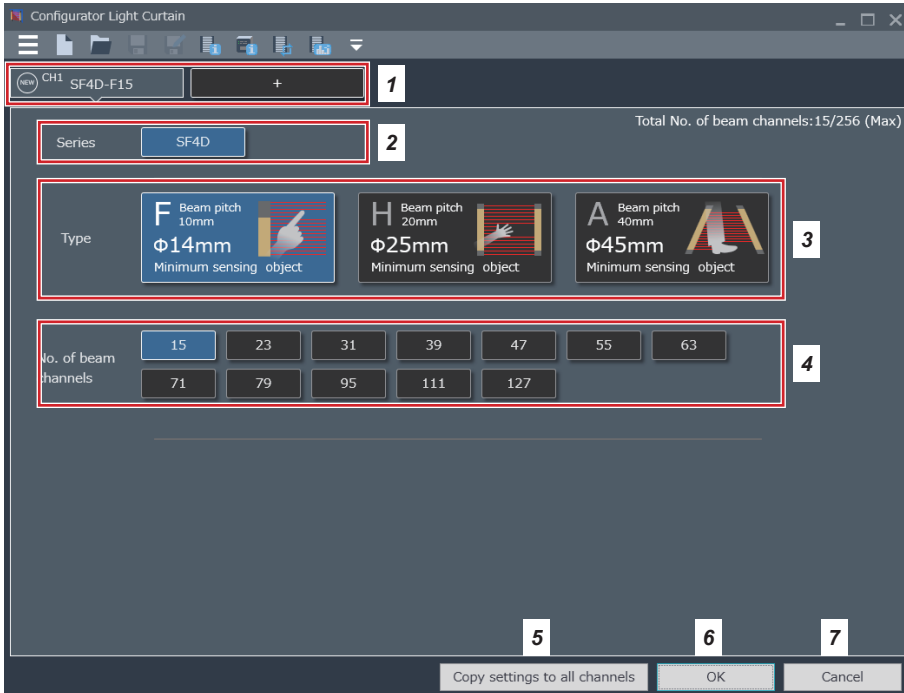 Configurator Light Curtain
NEW CH1 SF4D-F15 + 1
Total No. of beam channels:15/256 (Max)
Series SF4D 2
Type
F Beam pitch 10mm
Φ14mm
Minimum sensing object
H Beam pitch 20mm
Φ25mm
Minimum sensing object
A Beam pitch 40mm
Φ45mm
Minimum sensing object
3
No. of beam
channels
15 23 31 39 47 55 63
71 79 95 111 127
4
5 6 7
Copy settings to all channels OK Cancel